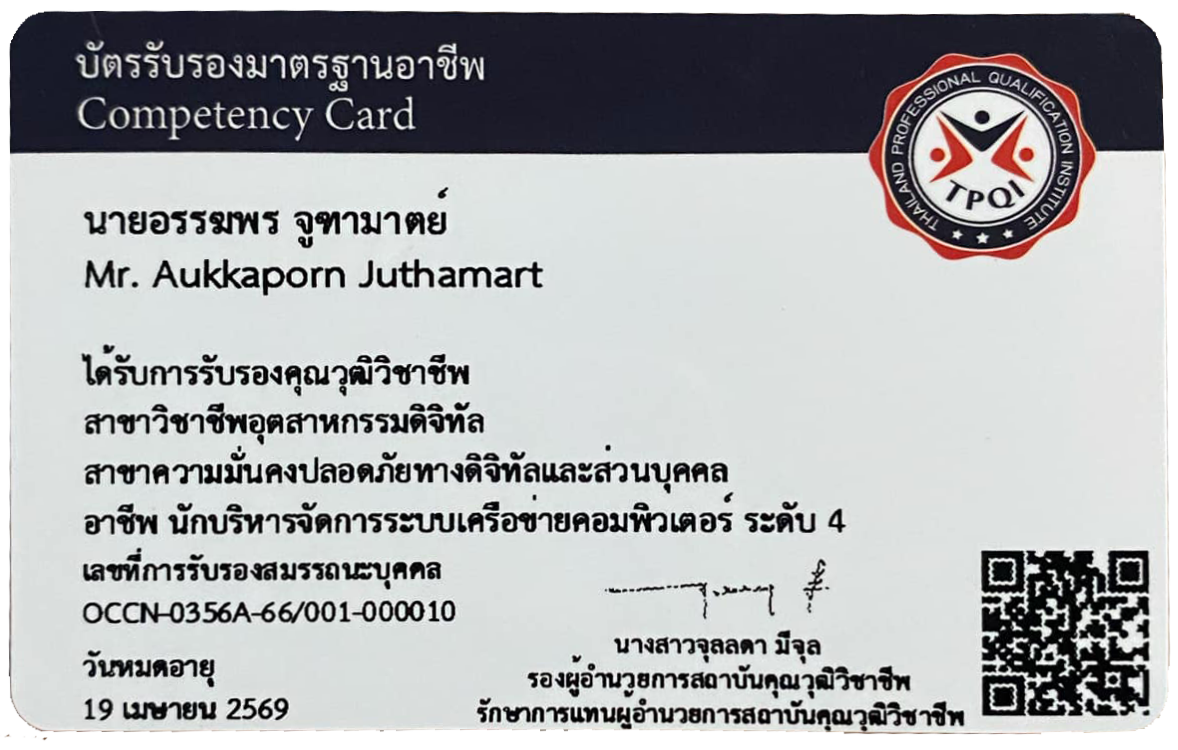 บัตรรับรองมาตรฐานอาชีพ
Competency Card
THAILAND PROFESSIONAL QUALIFICATION INSTITUTE
TPQI
นายอรรฆพร จูฑามาตย์
Mr. Aukkaporn Juthamart
ได้รับการรับรองคุณวุฒิวิชาชีพ
สาขาวิชาชีพอุตสาหกรรมดิจิทัล
สาขาความมั่นคงปลอดภัยทางดิจิทัลและส่วนบุคคล
อาชีพ นักบริหารจัดการระบบเครือข่ายคอมพิวเตอร์ ระดับ 4
เลขที่การรับรองสมรรถนะบุคคล
OCCN-0356A-66/001-000010
วันหมดอายุ
19 เมษายน 2569
นางสาวจุลลดา มีจุล
รองผู้อำนวยการสถาบันคุณวุฒิวิชาชีพ
รักษาการแทนผู้อำนวยการสถาบันคุณวุฒิวิชาชีพ